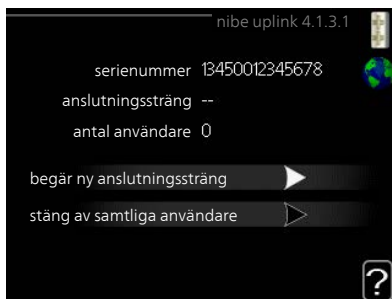 nibe uplink 4.1.3.1
serienummer 13450012345678
anslutningssträng --
antal användare 0
begär ny anslutningssträng
stäng av samtliga användare
?